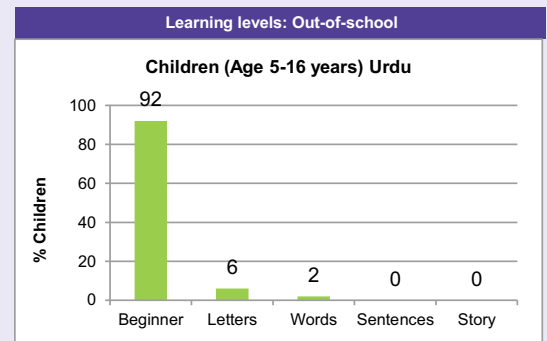 Learning levels: Out-of-school
Children (Age 5-16 years) Urdu
% Children
100
80
60
40
20
0
92
6
2
0
0
Beginner Letters Words Sentences Story